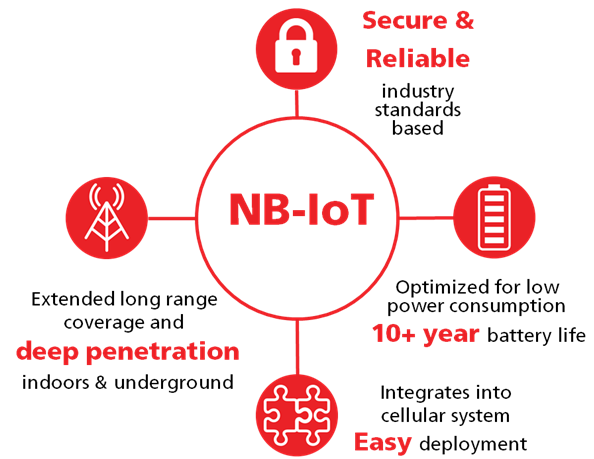 Secure &
Reliable
industry
standards
based
NB-IoT
Optimized for low
power consumption
10+ year battery life
Extended long range
coverage and
deep penetration
indoors & underground
Integrates into
cellular system
Easy deployment